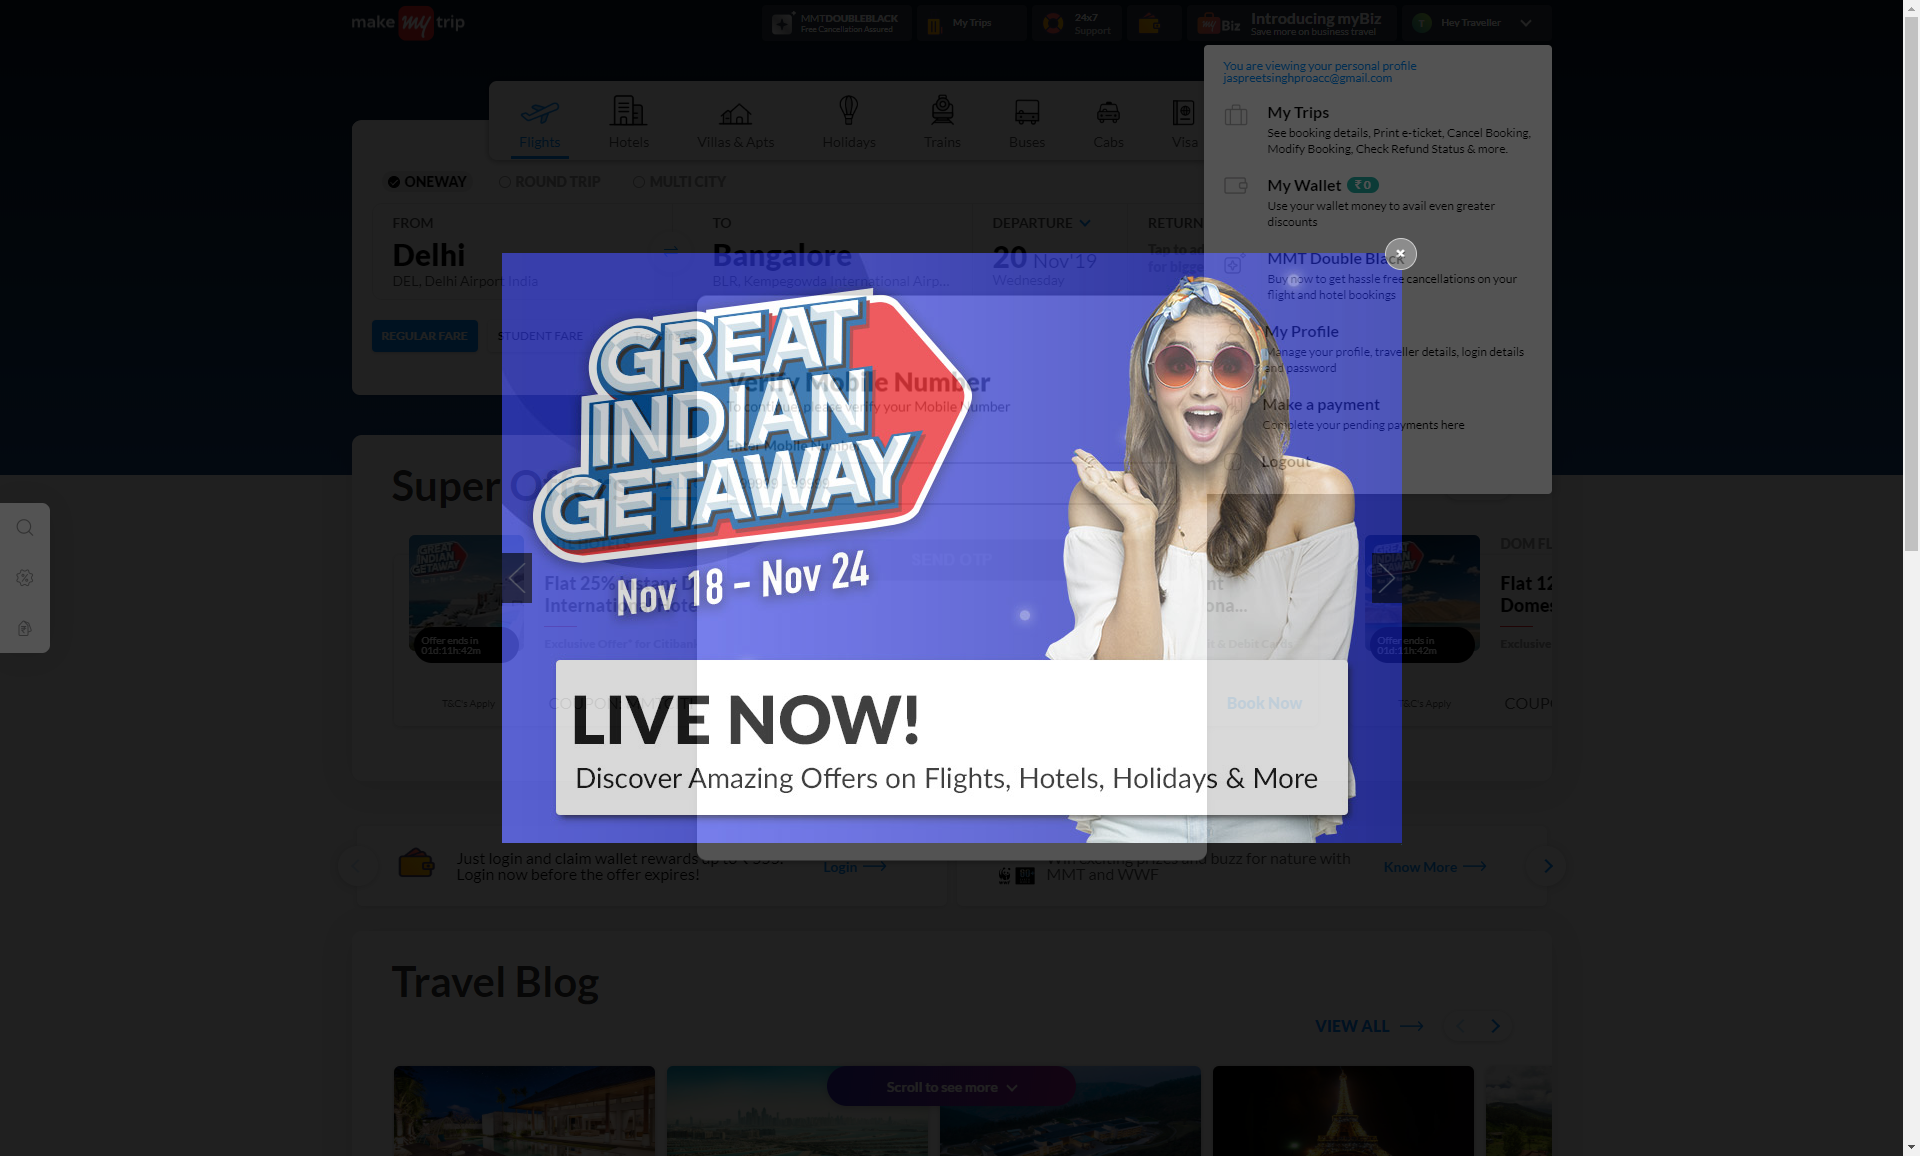 make my trip
MMTDOUBLEBLACK
Free Cancellation Assured
My Trips
24x7
Support
my Biz
Introducing myBiz
Save more on business travel
T
Hey Traveller
You are viewing your personal profile
jaspreetsinghproacc@gmail.com
My Trips
See booking details, Print e-ticket, Cancel Booking,
Modify Booking, Check Refund Status & more.
My Wallet ₹ 0
Use your wallet money to avail even greater
discounts
MMT Double Black
Buy now to get hassle free cancellations on your
flight and hotel bookings
My Profile
Manage your profile, traveller details, login details
and password
Make a payment
Complete your pending payments here
Logout
Flights
Hotels
Villas & Apts
Holidays
Trains
Buses
Cabs
Visa
ONEWAY
ROUND TRIP
MULTI CITY
FROM
Delhi
DEL, Delhi Airport India
TO
Bangalore
BLR, Kempegowda International Airp...
DEPARTURE
20 Nov'19
Wednesday
RETURN
Tap to ad
for bigge
REGULAR FARE
STUDENT FARE
GREAT
INDIAN
GETAWAY
Nov 18 – Nov 24
Verify Mobile Number
To continue, please verify your Mobile Number
Enter Mobile Number
SEND OTP
LIVE NOW!
Discover Amazing Offers on Flights, Hotels, Holidays & More
Super
GREAT
INDIAN
GETAWAY
Offer ends in
01d:11h:42m
T&C's Apply
Flat 25% Instant D
International Hote
Exclusive Offer* for Citiban
COUPON
Book Now
GREAT
INDIAN
GETAWAY
Offer ends in
01d:11h:42m
T&C's Apply
DOM FL
Flat 12
Domes
Exclusive
COUPO
Just login and claim wallet rewards up to ₹ 555.
Login now before the offer expires!
Login
Win exciting prizes and buzz for nature with
MMT and WWF
Know More
Travel Blog
VIEW ALL
Scroll to see more